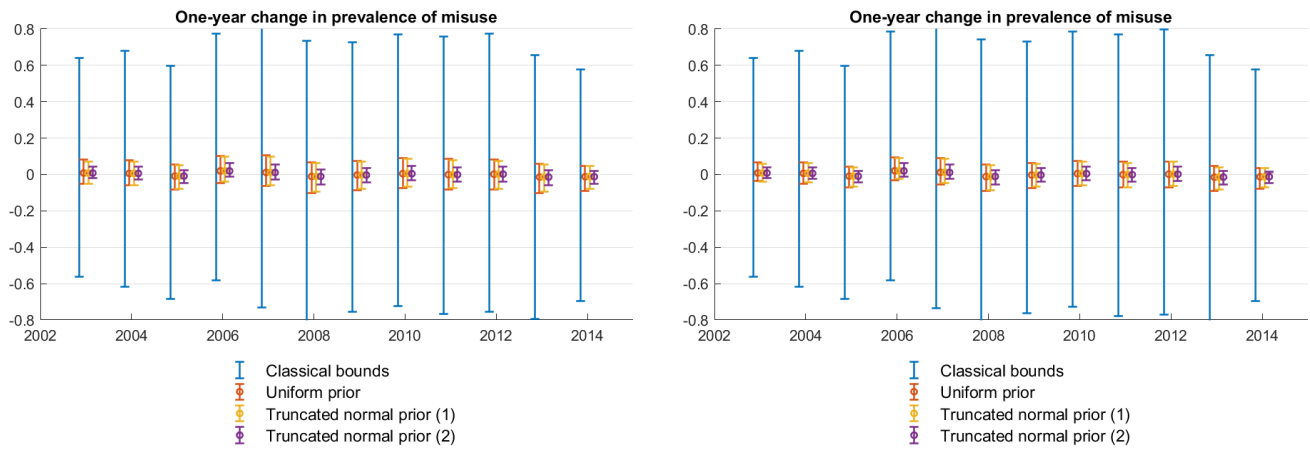 One-year change in prevalence of misuse
0.8
0.6
0.4
0.2
0
-0.2
-0.4
-0.6
-0.8
2002 2004 2006 2008 2010 2012 2014
Classical bounds
Uniform prior
Truncated normal prior (1)
Truncated normal prior (2)
One-year change in prevalence of misuse
0.8
0.6
0.4
0.2
0
-0.2
-0.4
-0.6
-0.8
2002 2004 2006 2008 2010 2012 2014
Classical bounds
Uniform prior
Truncated normal prior (1)
Truncated normal prior (2)